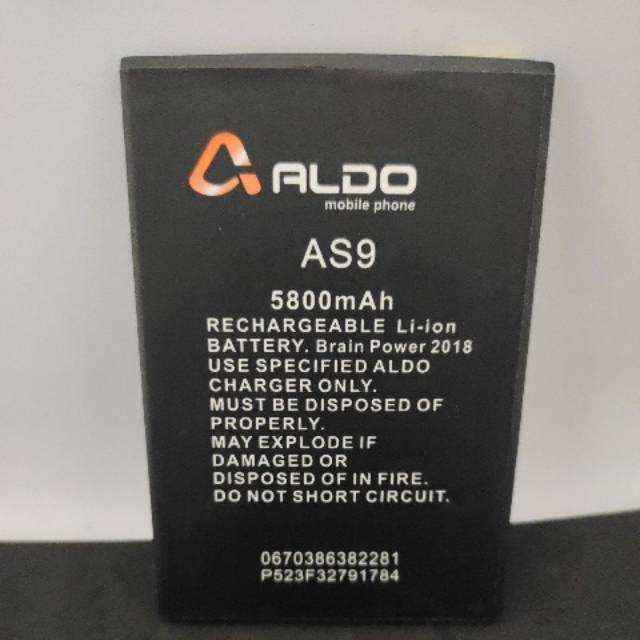 ALDO
mobile phone
AS9
5800mAh
RECHARGEABLE Li-ion
BATTERY. Brain Power 2018
USE SPECIFIED ALDO
CHARGER ONLY.
MUST BE DISPOSED OF
PROPERLY.
MAY EXPLODE IF
DAMAGED OR
DISPOSED OF IN FIRE.
DO NOT SHORT CIRCUIT.
0670386382281
P523F32791784